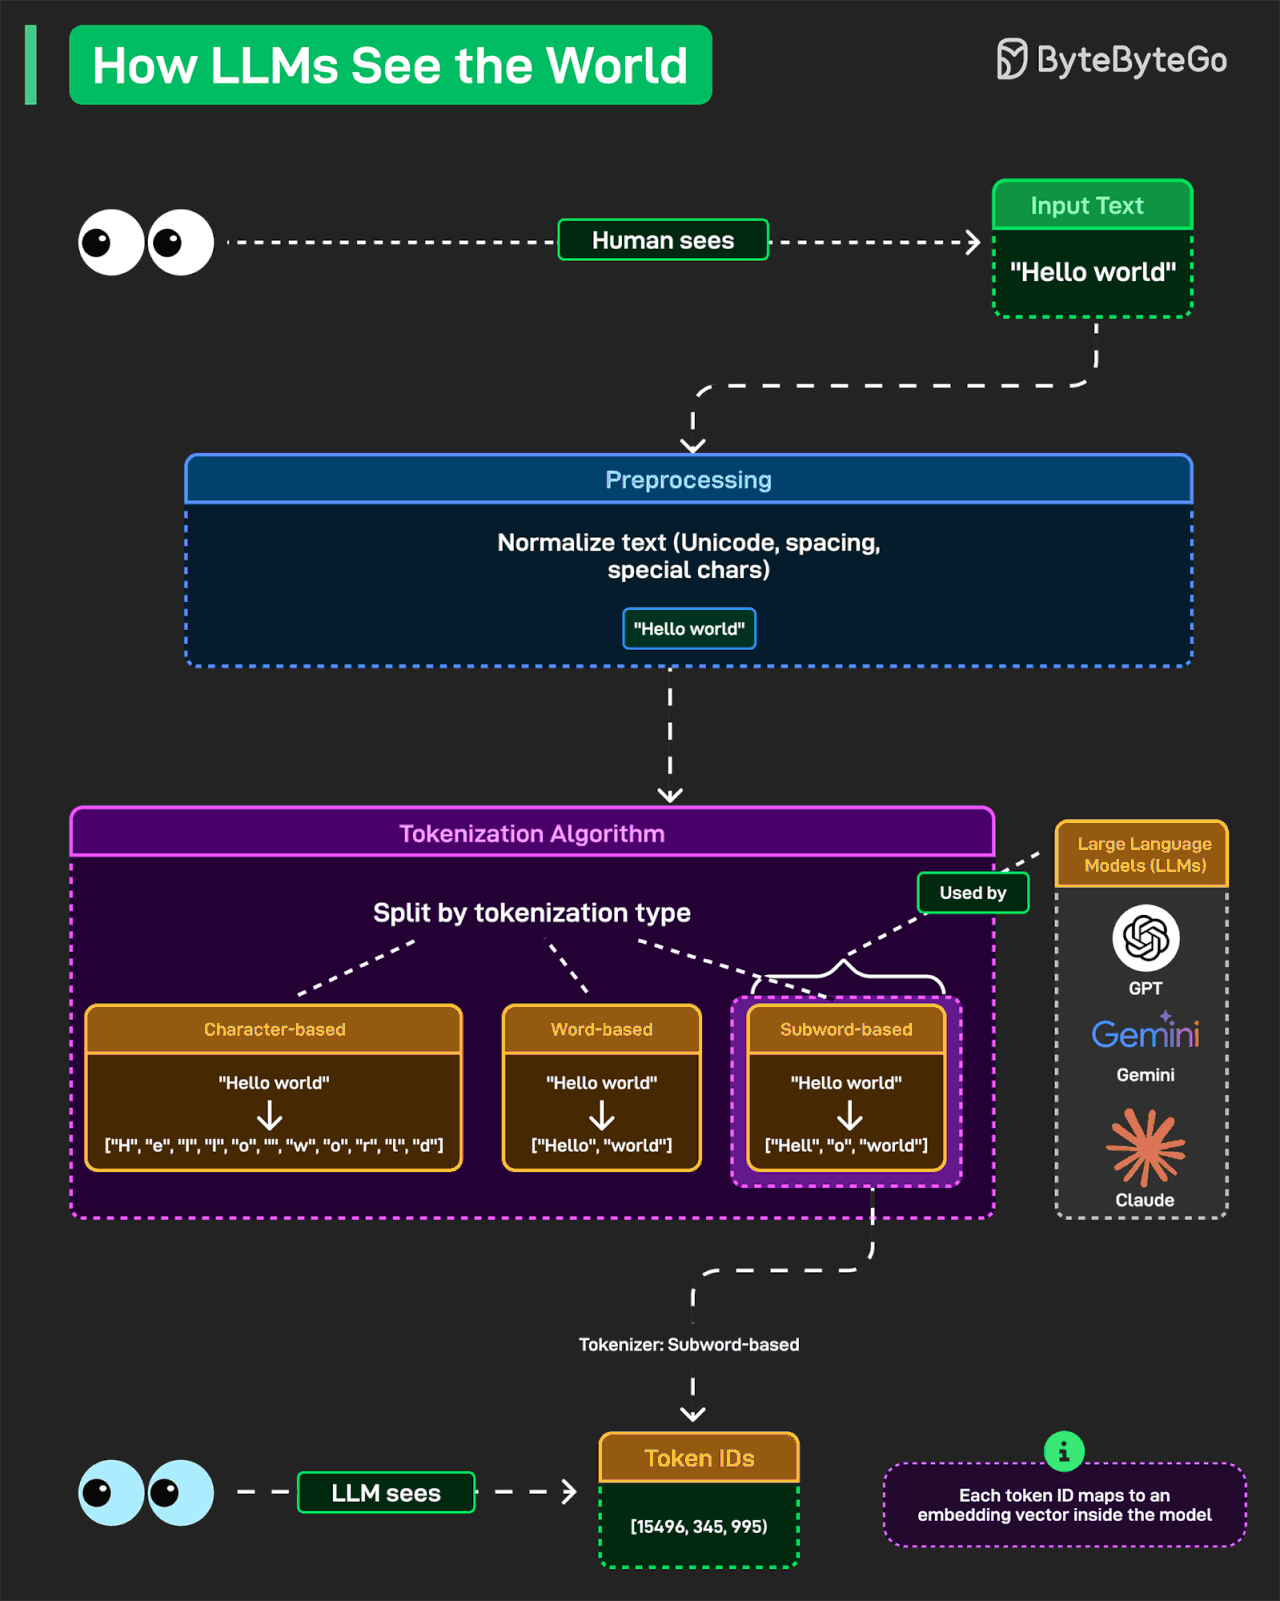 How LLMs See the World
ByteByteGo
Human sees
Input Text
"Hello world"
Preprocessing
Normalize text (Unicode, spacing,
special chars)
"Hello world"
Tokenization Algorithm
Split by tokenization type
Used by
Large Language
Models (LLMs)
GPT
Gemini
Gemini
Claude
Character-based
"Hello world"
["H", "e", "l", "l", "o", "", "w", "o", "r", "l", "d"]
Word-based
"Hello world"
["Hello", "world"]
Subword-based
"Hello world"
["Hell", "o", "world"]
Tokenizer: Subword-based
LLM sees
Token IDs
[15496, 345, 995)
Each token ID maps to an
embedding vector inside the model